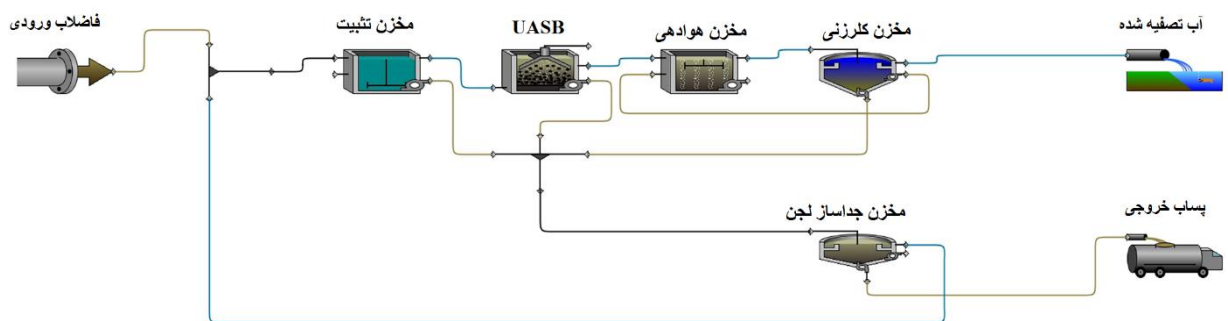 فاضلاب ورودی
مخزن تثبیت
UASB
مخزن هوادهی
مخزن کلرزنی
آب تصفیه شده
مخزن جداساز لجن
پساب خروجی